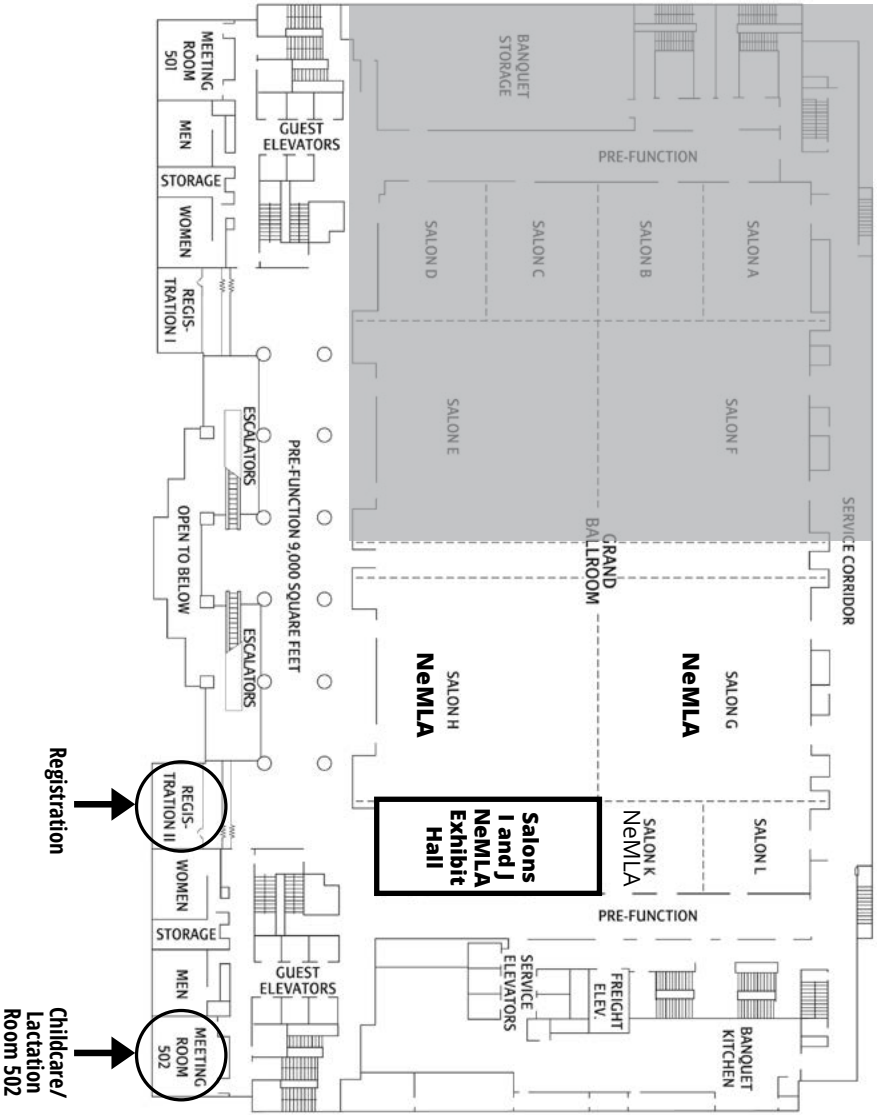 MEETING
ROOM
501
MEN
STORAGE
WOMEN
REGIS-
TRATION I
GUEST
ELEVATORS
BANQUET
STORAGE
PRE-FUNCTION
SALON D
SALON C
SALON B
SALON A
SALON E
SALON F
ESCALATORS
PRE-FUNCTION 9,000 SQUARE FEET
OPEN TO BELOW
ESCALATORS
GRAND
BALLROOM
SERVICE CORRIDOR
SALON H
NeMLA
SALON G
NeMLA
Salons
I and J
NeMLA
Exhibit
Hall
SALON K
NeMLA
SALON L
PRE-FUNCTION
Registration
REGIS-
TRATION II
WOMEN
STORAGE
MEN
GUEST
ELEVATORS
SERVICE
ELEVATORS
FREIGHT
ELEV.
BANQUET
KITCHEN
MEETING
ROOM
502
Childcare/
Lactation
Room 502